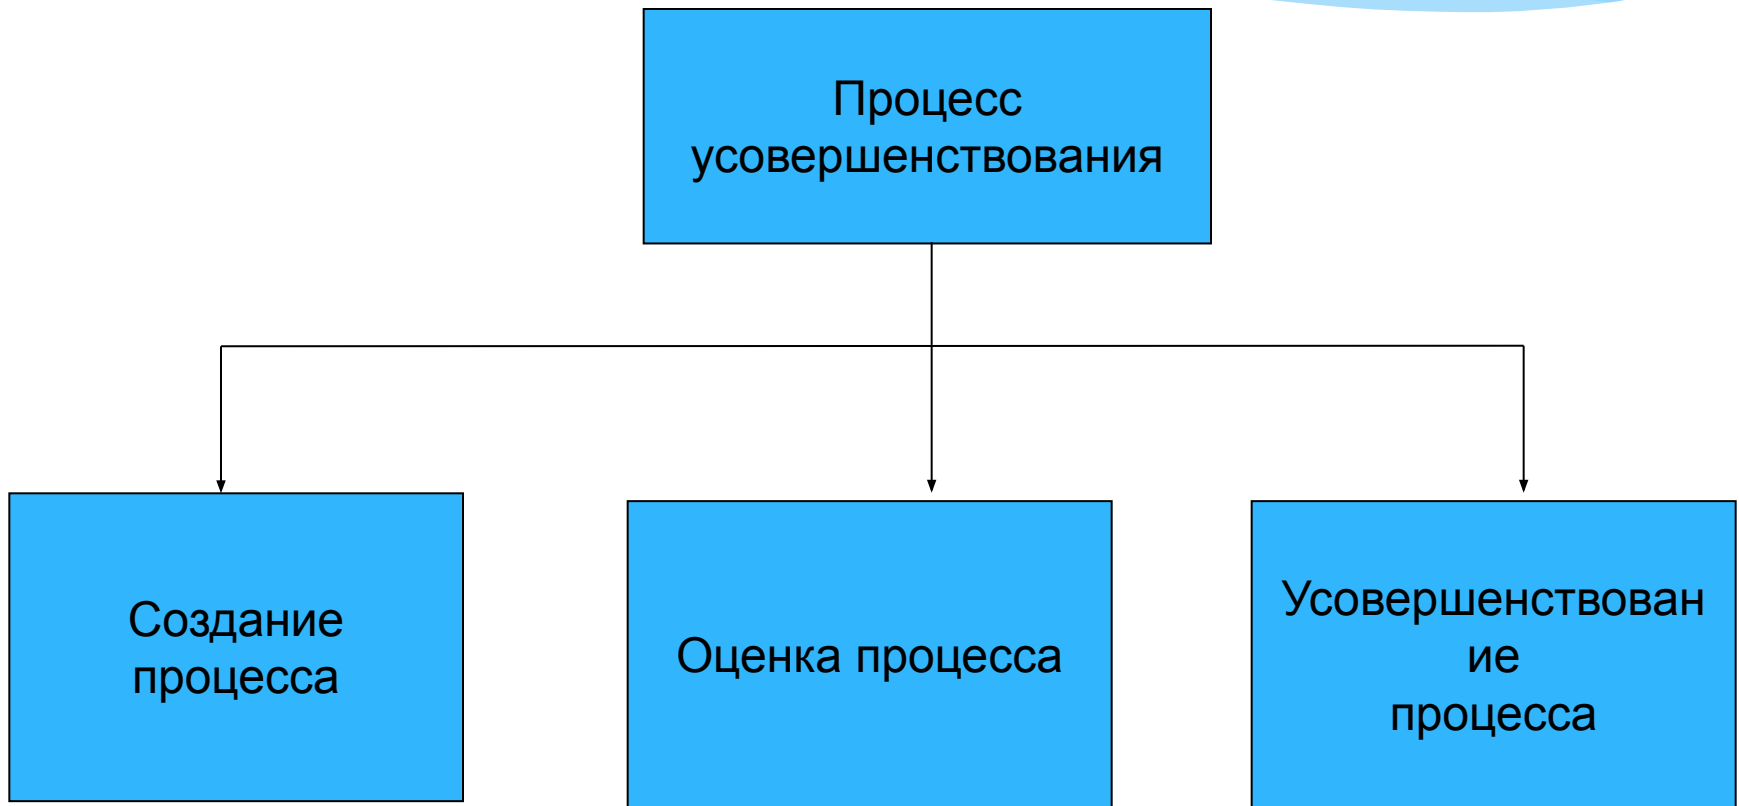 Процесс
усовершенствования
Создание
процесса
Оценка процесса
Усовершенствован
ие
процесса